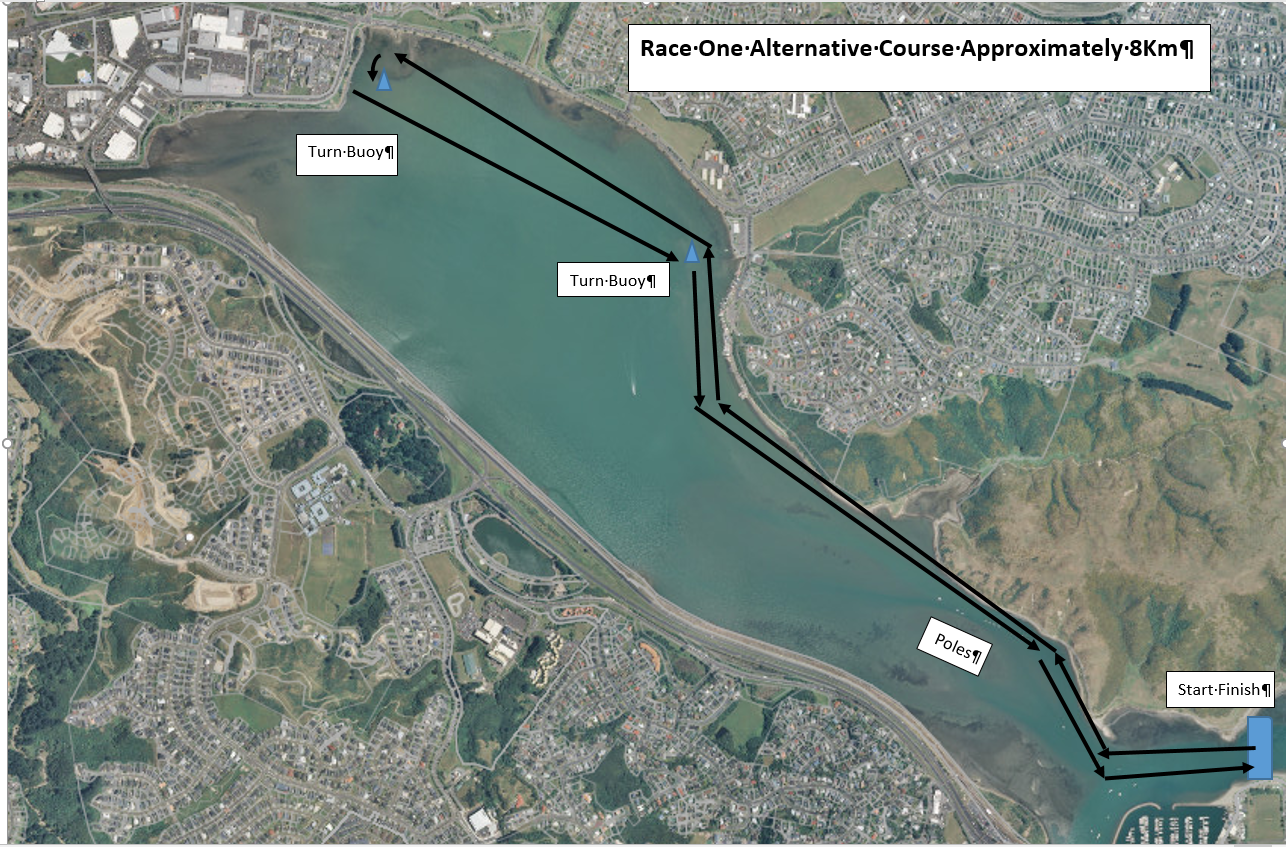 Race·One·Alternative·Course·Approximately·8Km¶
Turn·Buoy¶
Turn·Buoy¶
Poles¶
Start·Finish¶